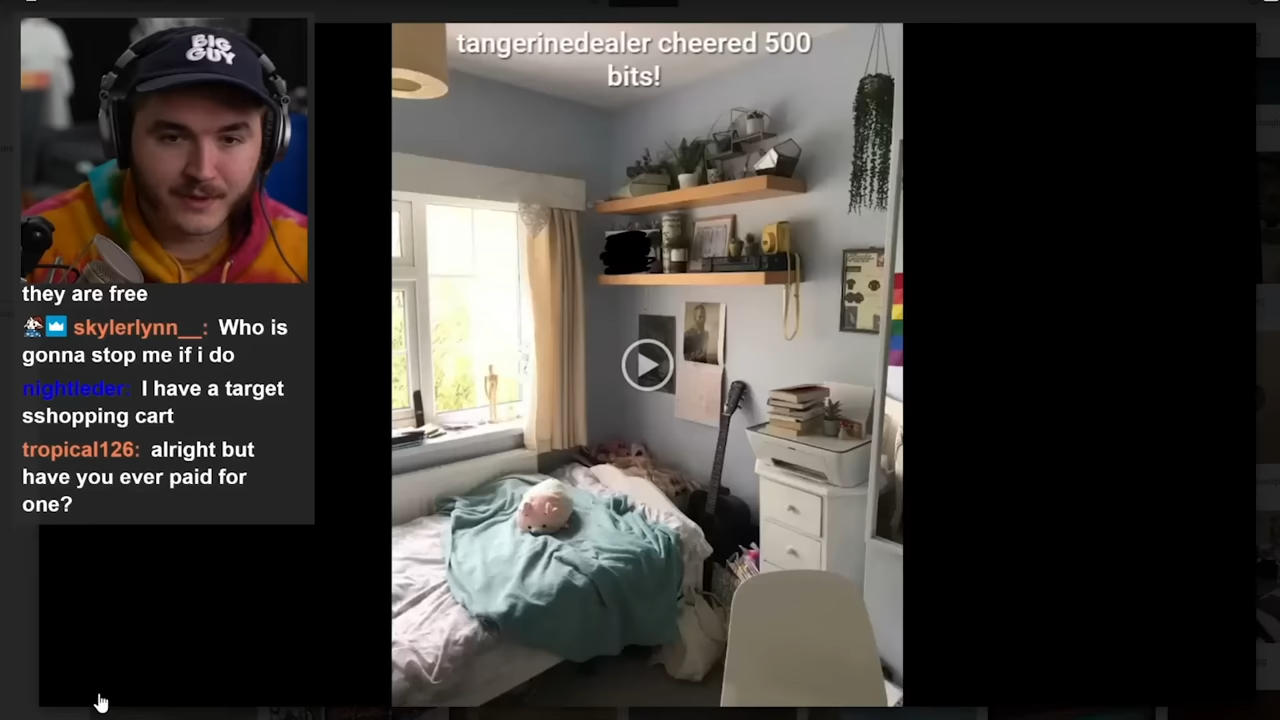 BIG
GUY
tangerinedealer cheered 500
bits!
they are free
skylerlynn__: Who is
gonna stop me if i do
nightleder: I have a target
sshopping cart
tropical126: alright but
have you ever paid for
one?